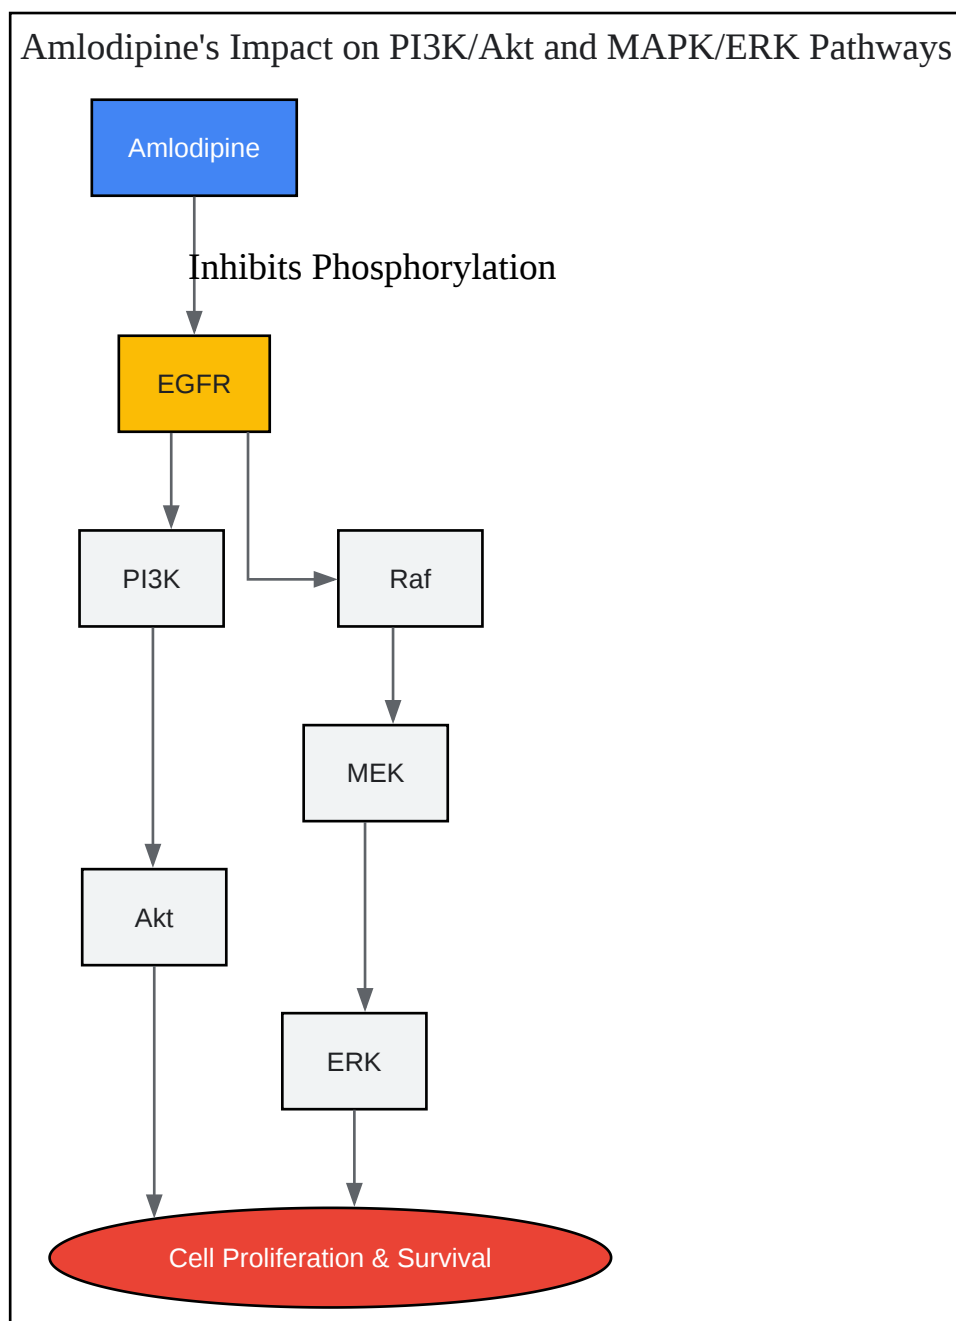 Amlodipine's Impact on PI3K/Akt and MAPK/ERK Pathways
Amlodipine
Inhibits Phosphorylation
EGFR
PI3K
Raf
MEK
Akt
ERK
Cell Proliferation & Survival